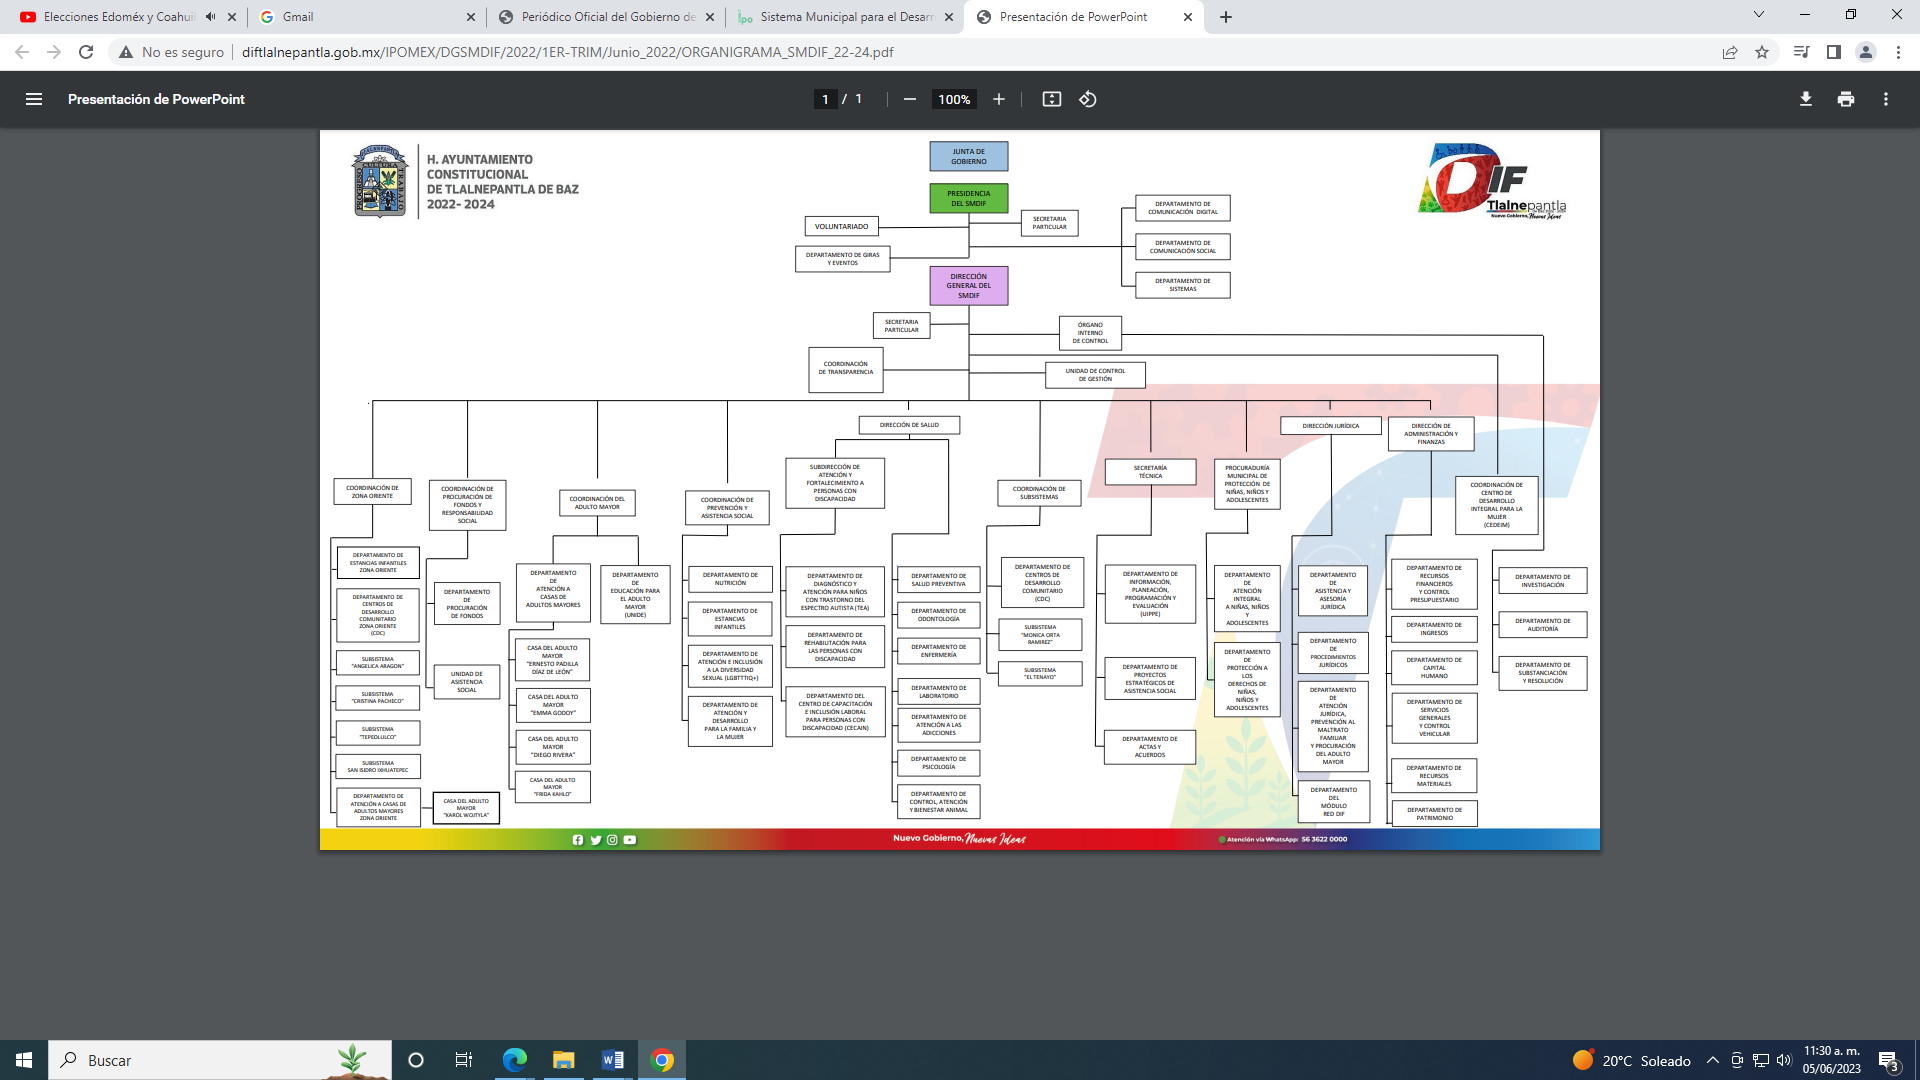 Elecciones Edoméx y Coahui
Gmail
Periódico Oficial del Gobierno de
Sistema Municipal para el Desarr
Presentación de PowerPoint
No es seguro
diftlalnepantla.gob.mx/IPOMEX/DGSMDIF/2022/1ER-TRIM/Junio_2022/ORGANIGRAMA_SMDIF_22-24.pdf
Presentación de PowerPoint
1 / 1
100%
H. AYUNTAMIENTO
CONSTITUCIONAL
DE TLALNEPANTLA DE BAZ
2022- 2024
PROGRESO
CULTURA
TRABAJO
JUNTA DE
GOBIERNO
DIF
Tlalnepantla
Nuevo Gobierno, Nuevas Ideas
PRESIDENCIA
DEL SMDIF
VOLUNTARIADO
SECRETARIA
PARTICULAR
DEPARTAMENTO DE GIRAS
Y EVENTOS
DEPARTAMENTO DE
COMUNICACIÓN DIGITAL
DEPARTAMENTO DE
COMUNICACIÓN SOCIAL
DEPARTAMENTO DE
SISTEMAS
DIRECCIÓN
GENERAL DEL
SMDIF
SECRETARIA
PARTICULAR
ÓRGANO
INTERNO
DE CONTROL
COORDINACIÓN
DE TRANSPARENCIA
UNIDAD DE CONTROL
DE GESTIÓN
DIRECCIÓN DE SALUD
DIRECCIÓN JURÍDICA
DIRECCIÓN DE
ADMINISTRACIÓN Y
FINANZAS
COORDINACIÓN DE
ZONA ORIENTE
COORDINACIÓN DE
PROCURACIÓN DE
FONDOS Y
RESPONSABILIDAD
SOCIAL
COORDINACIÓN DEL
ADULTO MAYOR
COORDINACIÓN DE
PREVENCIÓN Y
ASISTENCIA SOCIAL
SUBDIRECCIÓN DE
ATENCIÓN Y
FORTALECIMIENTO A
PERSONAS CON
DISCAPACIDAD
COORDINACIÓN DE
SUBSISTEMAS
SECRETARÍA
TÉCNICA
PROCURADURÍA
MUNICIPAL DE
PROTECCIÓN DE
NIÑAS, NIÑOS Y
ADOLESCENTES
COORDINACIÓN DE
CENTRO DE
DESARROLLO
INTEGRAL PARA LA
MUJER
(CEDEIM)
DEPARTAMENTO DE
ESTANCIAS INFANTILES
ZONA ORIENTE
DEPARTAMENTO DE
CENTROS DE
DESARROLLO
COMUNITARIO
ZONA ORIENTE
(CDC)
SUBSISTEMA
"ANGELICA ARAGON"
SUBSISTEMA
"CRISTINA PACHECO"
SUBSISTEMA
"TEPEOLULCO"
SUBSISTEMA
SAN ISIDRO IXHUATEPEC
DEPARTAMENTO DE
ATENCIÓN A CASAS DE
ADULTOS MAYORES
ZONA ORIENTE
CASA DEL ADULTO
MAYOR
"KAROL WOJTYLA"
DEPARTAMENTO
DE
PROCURACIÓN
DE FONDOS
UNIDAD DE
ASISTENCIA
SOCIAL
DEPARTAMENTO
DE
ATENCIÓN A
CASAS DE
ADULTOS MAYORES
CASA DEL ADULTO
MAYOR
"ERNESTO PADILLA
DÍAZ DE LEÓN"
CASA DEL ADULTO
MAYOR
"EMMA GODOY"
CASA DEL ADULTO
MAYOR
"DIEGO RIVERA"
CASA DEL ADULTO
MAYOR
"FRIDA KAHLO"
DEPARTAMENTO
DE
EDUCACIÓN PARA
EL ADULTO
MAYOR
(UNIDE)
DEPARTAMENTO DE
NUTRICIÓN
DEPARTAMENTO DE
ESTANCIAS
INFANTILES
DEPARTAMENTO DE
ATENCIÓN E INCLUSIÓN
A LA DIVERSIDAD
SEXUAL (LGBTTTIQ+)
DEPARTAMENTO DE
ATENCIÓN Y
DESARROLLO
PARA LA FAMILIA Y
LA MUJER
DEPARTAMENTO DE
DIAGNÓSTICO Y
ATENCIÓN PARA NIÑOS
CON TRASTORNO DEL
ESPECTRO AUTISTA (TEA)
DEPARTAMENTO DE
REHABILITACIÓN PARA
LAS PERSONAS CON
DISCAPACIDAD
DEPARTAMENTO DEL
CENTRO DE CAPACITACIÓN
E INCLUSIÓN LABORAL
PARA PERSONAS CON
DISCAPACIDAD (CECAIN)
DEPARTAMENTO DE
SALUD PREVENTIVA
DEPARTAMENTO DE
ODONTOLOGÍA
DEPARTAMENTO DE
ENFERMERÍA
DEPARTAMENTO DE
LABORATORIO
DEPARTAMENTO DE
ATENCIÓN A LAS
ADICCIONES
DEPARTAMENTO DE
PSICOLOGÍA
DEPARTAMENTO DE
CONTROL, ATENCIÓN
Y BIENESTAR ANIMAL
DEPARTAMENTO DE
CENTROS DE
DESARROLLO
COMUNITARIO
(CDC)
SUBSISTEMA
"MONICA ORTA
RAMIREZ"
SUBSISTEMA
"EL TENAYO"
DEPARTAMENTO DE
INFORMACIÓN,
PLANEACIÓN,
PROGRAMACIÓN Y
EVALUACIÓN
(UIPPE)
DEPARTAMENTO DE
PROYECTOS
ESTRATÉGICOS DE
ASISTENCIA SOCIAL
DEPARTAMENTO DE
ACTAS Y
ACUERDOS
DEPARTAMENTO
DE
ATENCIÓN
INTEGRAL
A NIÑAS, NIÑOS
Y
ADOLESCENTES
DEPARTAMENTO
DE
PROTECCIÓN A
LOS
DERECHOS DE
NIÑAS,
NIÑOS Y
ADOLESCENTES
DEPARTAMENTO
DE
ASISTENCIA Y
ASESORÍA
JURÍDICA
DEPARTAMENTO
DE
PROCEDIMIENTOS
JURÍDICOS
DEPARTAMENTO
DE
ATENCIÓN
JURÍDICA,
PREVENCIÓN AL
MALTRATO
FAMILIAR
Y PROCURACIÓN
DEL ADULTO
MAYOR
DEPARTAMENTO
DEL
MÓDULO
RED DIF
DEPARTAMENTO DE
RECURSOS
FINANCIEROS
Y CONTROL
PRESUPUESTARIO
DEPARTAMENTO DE
INGRESOS
DEPARTAMENTO DE
CAPITAL
HUMANO
DEPARTAMENTO DE
SERVICIOS
GENERALES
Y CONTROL
VEHICULAR
DEPARTAMENTO DE
RECURSOS
MATERIALES
DEPARTAMENTO DE
PATRIMONIO
DEPARTAMENTO DE
INVESTIGACIÓN
DEPARTAMENTO DE
AUDITORÍA
DEPARTAMENTO DE
SUBSTANCIACIÓN
Y RESOLUCIÓN
Nuevo Gobierno, Nuevas Ideas
Atención vía WhatsApp: 56 3622 0000
Buscar
20°C Soleado
11:30 a. m.
05/06/2023
3